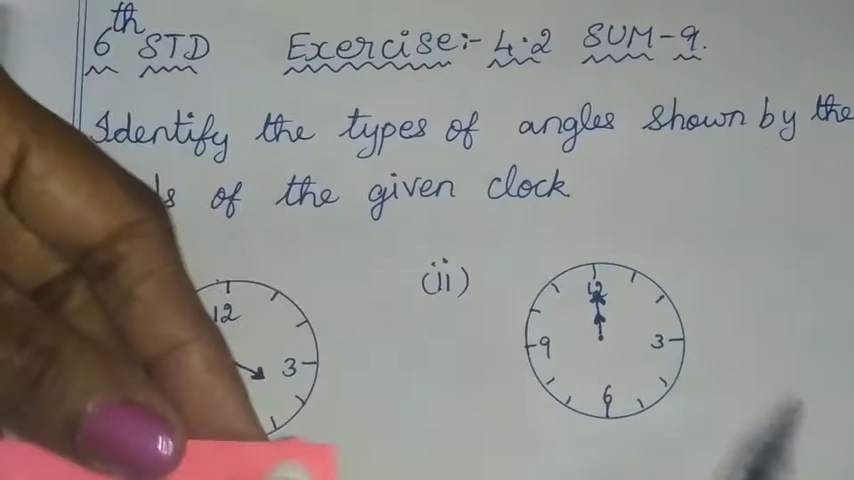 6th STD Exercise:- 4.2 SUM-9.
Identify the types of angles shown by the
of the given clock
(ii)
12 12
3 9 3
6